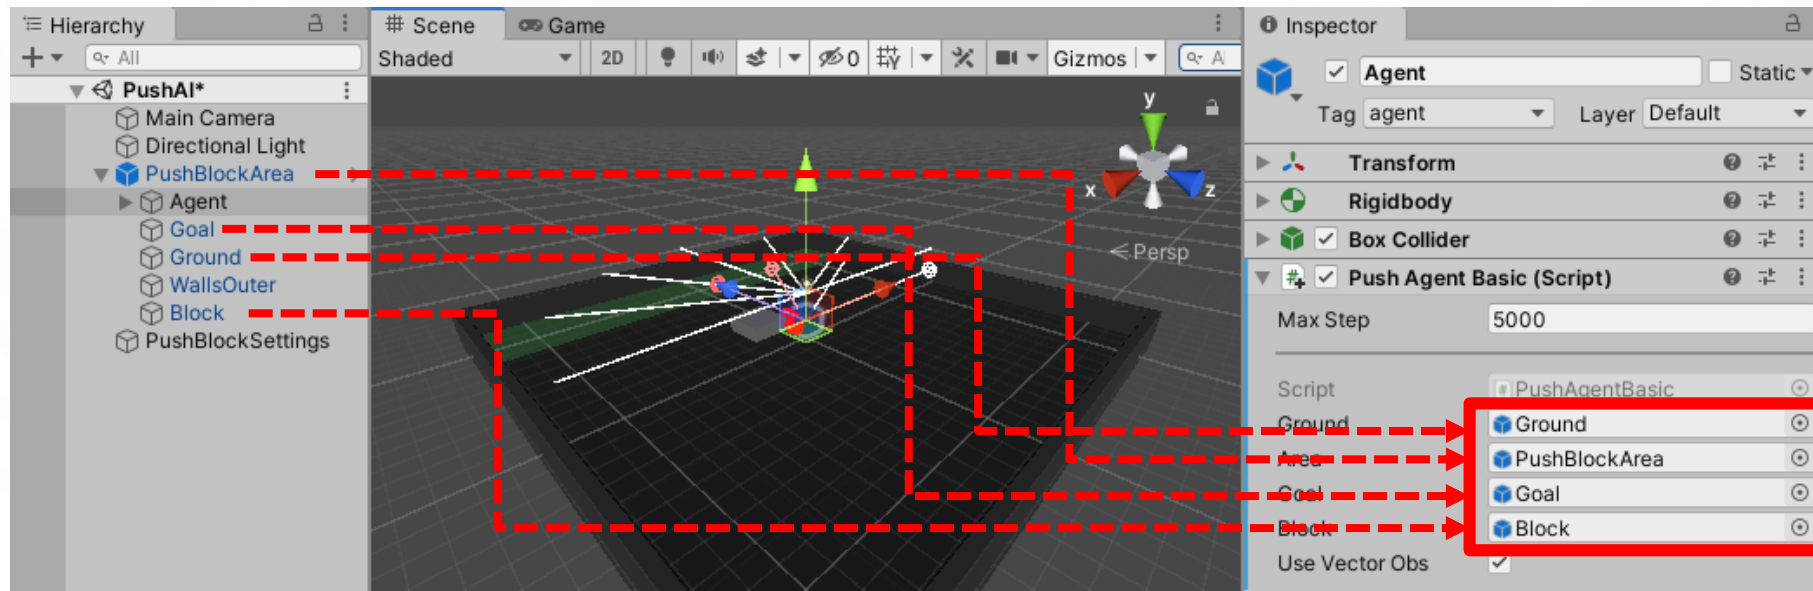 Hierarchy
All
PushAI*
Main Camera
Directional Light
PushBlockArea
Agent
Goal
Ground
WallsOuter
Block
PushBlockSettings
Scene
Game
Shaded
2D
0
Gizmos
A
y
x
z
Persp
Inspector
Agent
Static
Tag agent
Layer Default
Transform
Rigidbody
Box Collider
Push Agent Basic (Script)
Max Step
5000
Script
PushAgentBasic
Ground
Ground
Area
PushBlockArea
Goal
Goal
Block
Block
Use Vector Obs